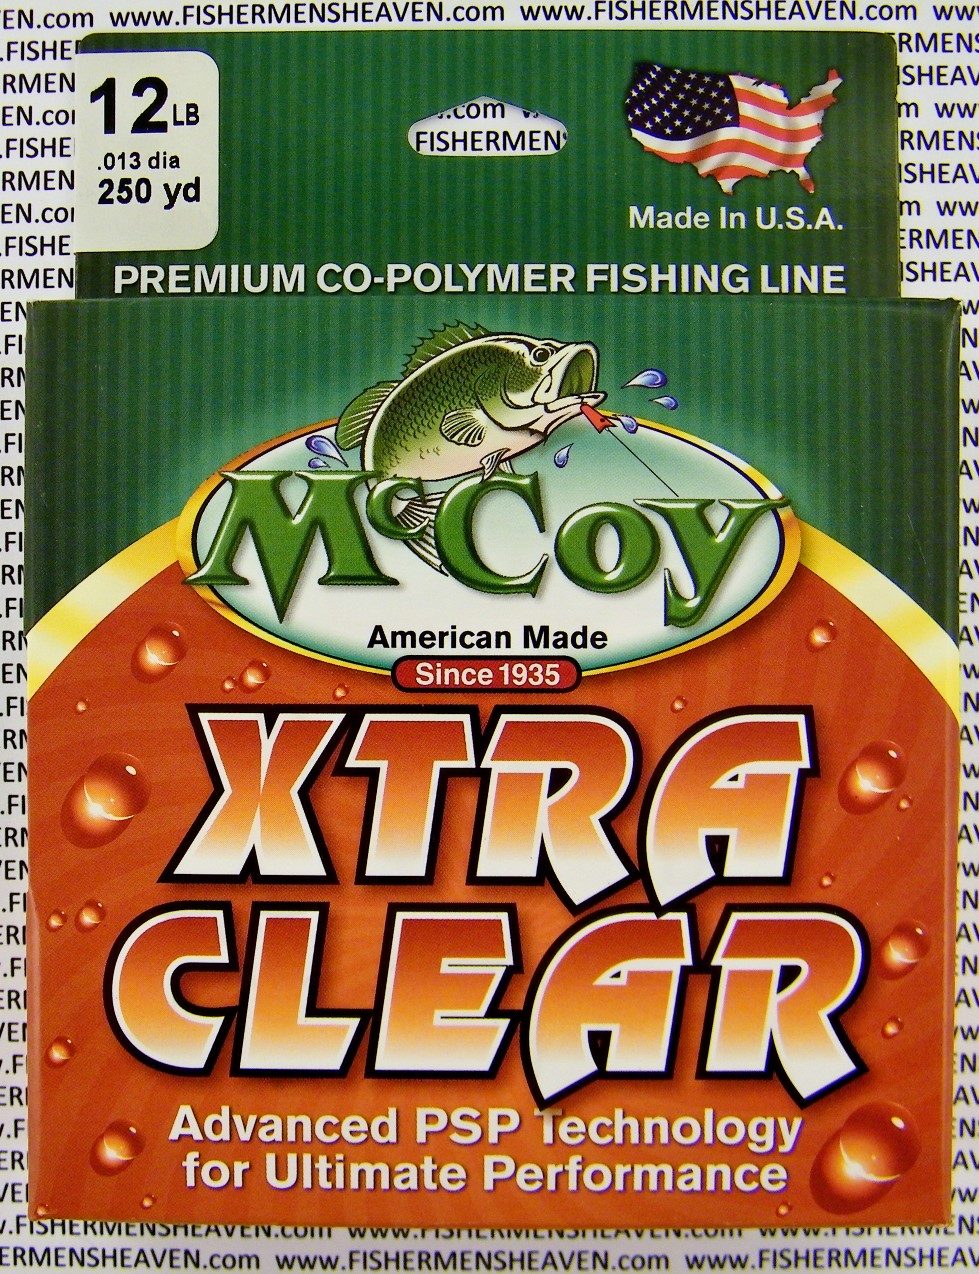 www.FISHERMENSHEAVEN.com www.FISHERMENSHEAVEN.com
12 LB
.013 dia
250 yd
.com
FISHERMENS
Made In U.S.A.
PREMIUM CO-POLYMER FISHING LINE
McCoy
American Made
Since 1935
XTRA
CLEAR
Advanced PSP Technology
for Ultimate Performance
www.FISHERMENSHEAVEN.com www.FISHERMENSHEAVEN.com